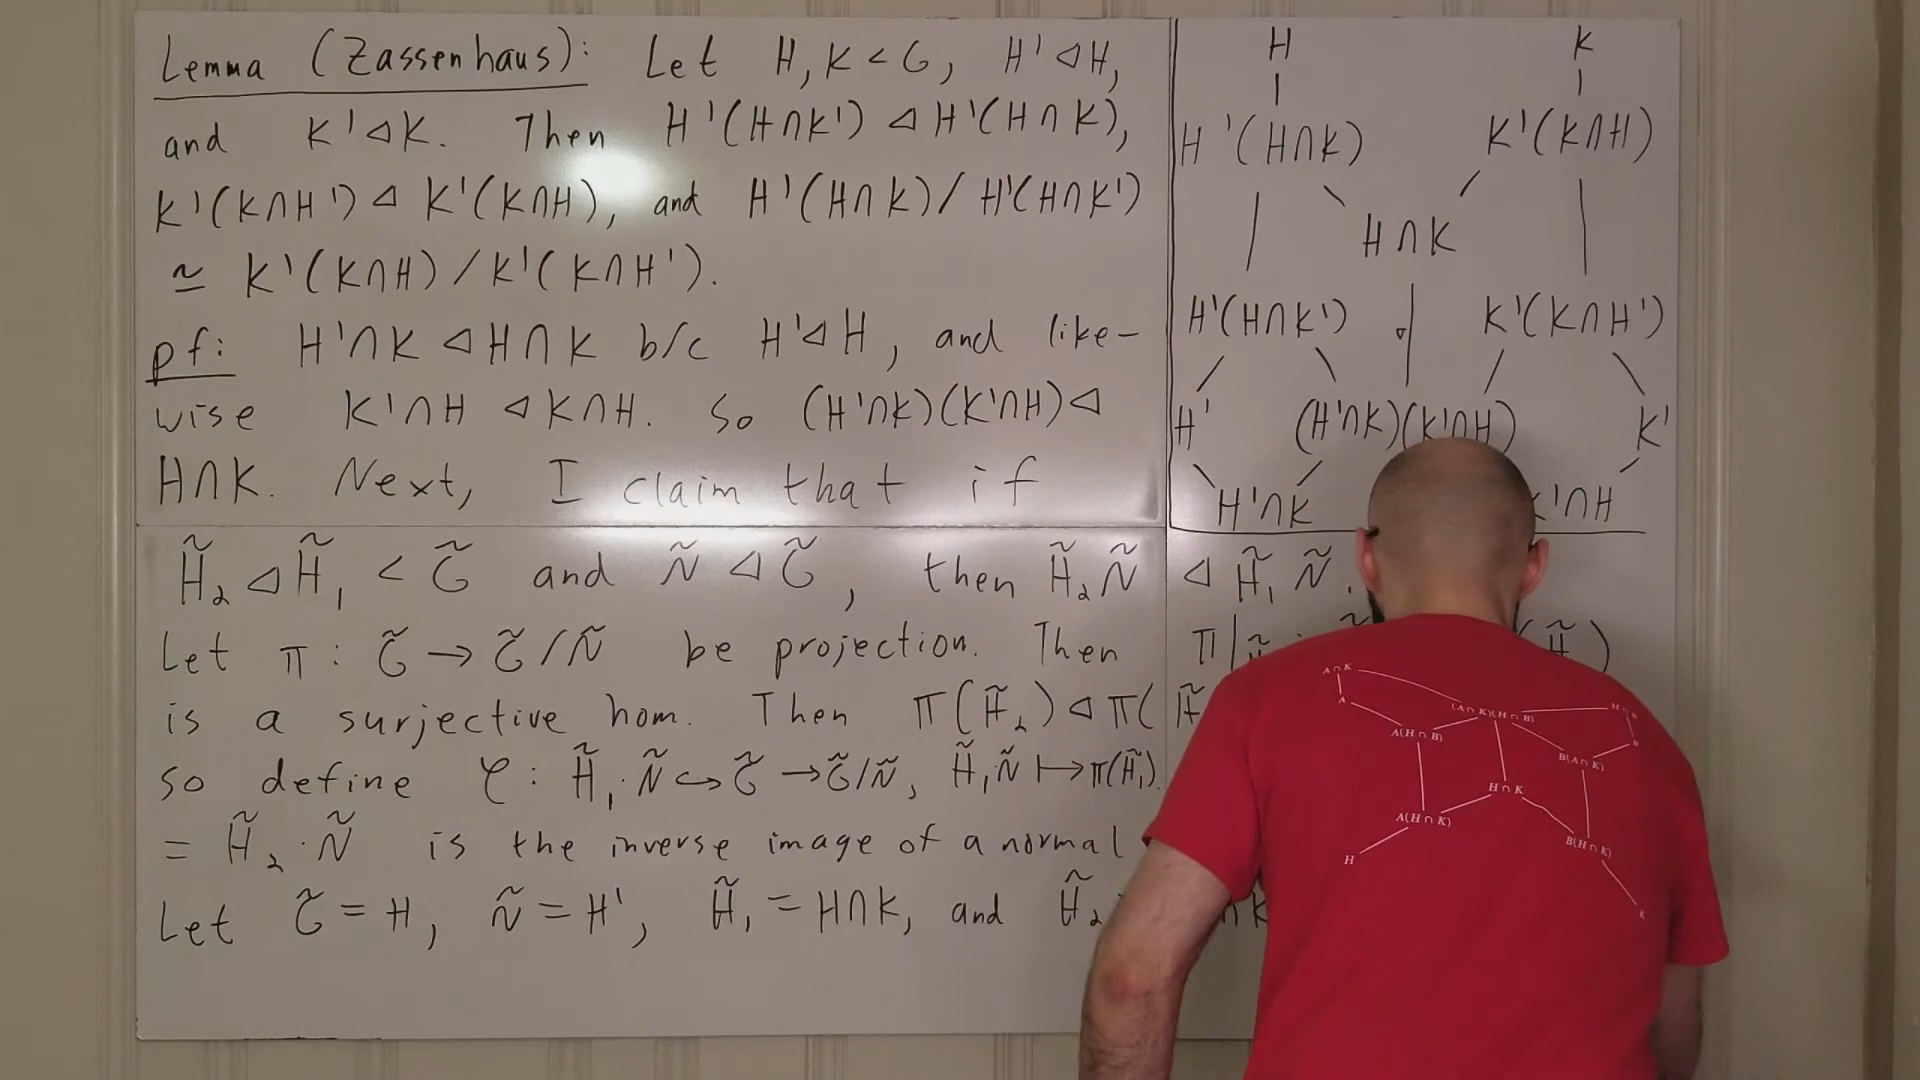 Lemma (Zassenhaus): Let H, K < G, H' ⊲ H,
and K' ⊲ K. Then H'(H∩K') ⊲ H'(H∩K),
K'(K∩H') ⊲ K'(K∩H), and H'(H∩K)/H'(H∩K')
≃ K'(K∩H)/K'(K∩H').
pf: H'∩K ⊲ H∩K b/c H' ⊲ H, and like-
wise K'∩H ⊲ K∩H. So (H'∩K)(K'∩H) ⊲
H∩K. Next, I claim that if
H K
H'(H∩K) K'(K∩H)
H∩K
H'(H∩K') ▽ K'(K∩H')
H' (H'∩K)(K'∩H) K'
H'∩K K'∩H
H̃₂ ⊲ H̃₁ < G̃ and Ñ ⊲ G̃, then H̃₂Ñ ⊲ H̃₁Ñ.
Let π: G̃ → G̃/Ñ be projection. Then π|
is a surjective hom. Then π(H̃₂) ⊲ π(H̃
so define φ: H̃₁·Ñ ↪ G̃ → G̃/Ñ, H̃₁Ñ ↦ π(H̃₁).
= H̃₂·Ñ is the inverse image of a normal
Let G̃ = H, Ñ = H', H̃₁ = H∩K, and H̃₂
A∩K
A (A∩K)(H∩B)
A(H∩B) B
B(A∩K)
H∩K
A(H∩K)
B(H∩K)
H
K